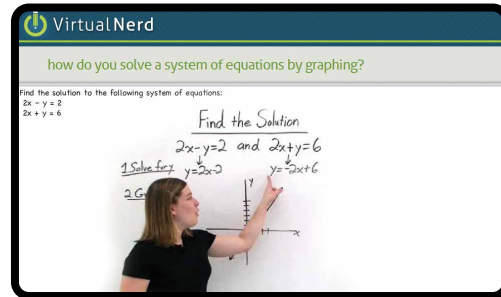 Virtual Nerd
how do you solve a system of equations by graphing?
Find the solution to the following system of equations:
2x - y = 2
2x + y = 6
Find the Solution
2x-y=2 and 2x+y=6
1 Solve for y y=2x-2 y=-2x+6
2 G
y
x